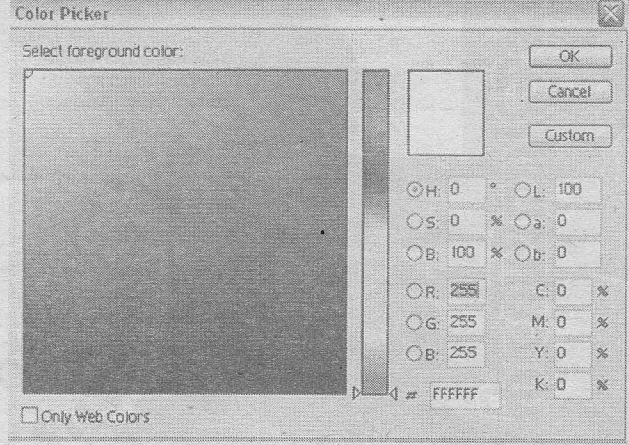 Color Picker
Select foreground color:
OK
Cancel
Custom
H: 0 ° L: 100
S: 0 % a: 0
B: 100 % b: 0
R: 255 C: 0 %
G: 255 M: 0 %
B: 255 Y: 0 %
# FFFFFF K: 0 %
Only Web Colors